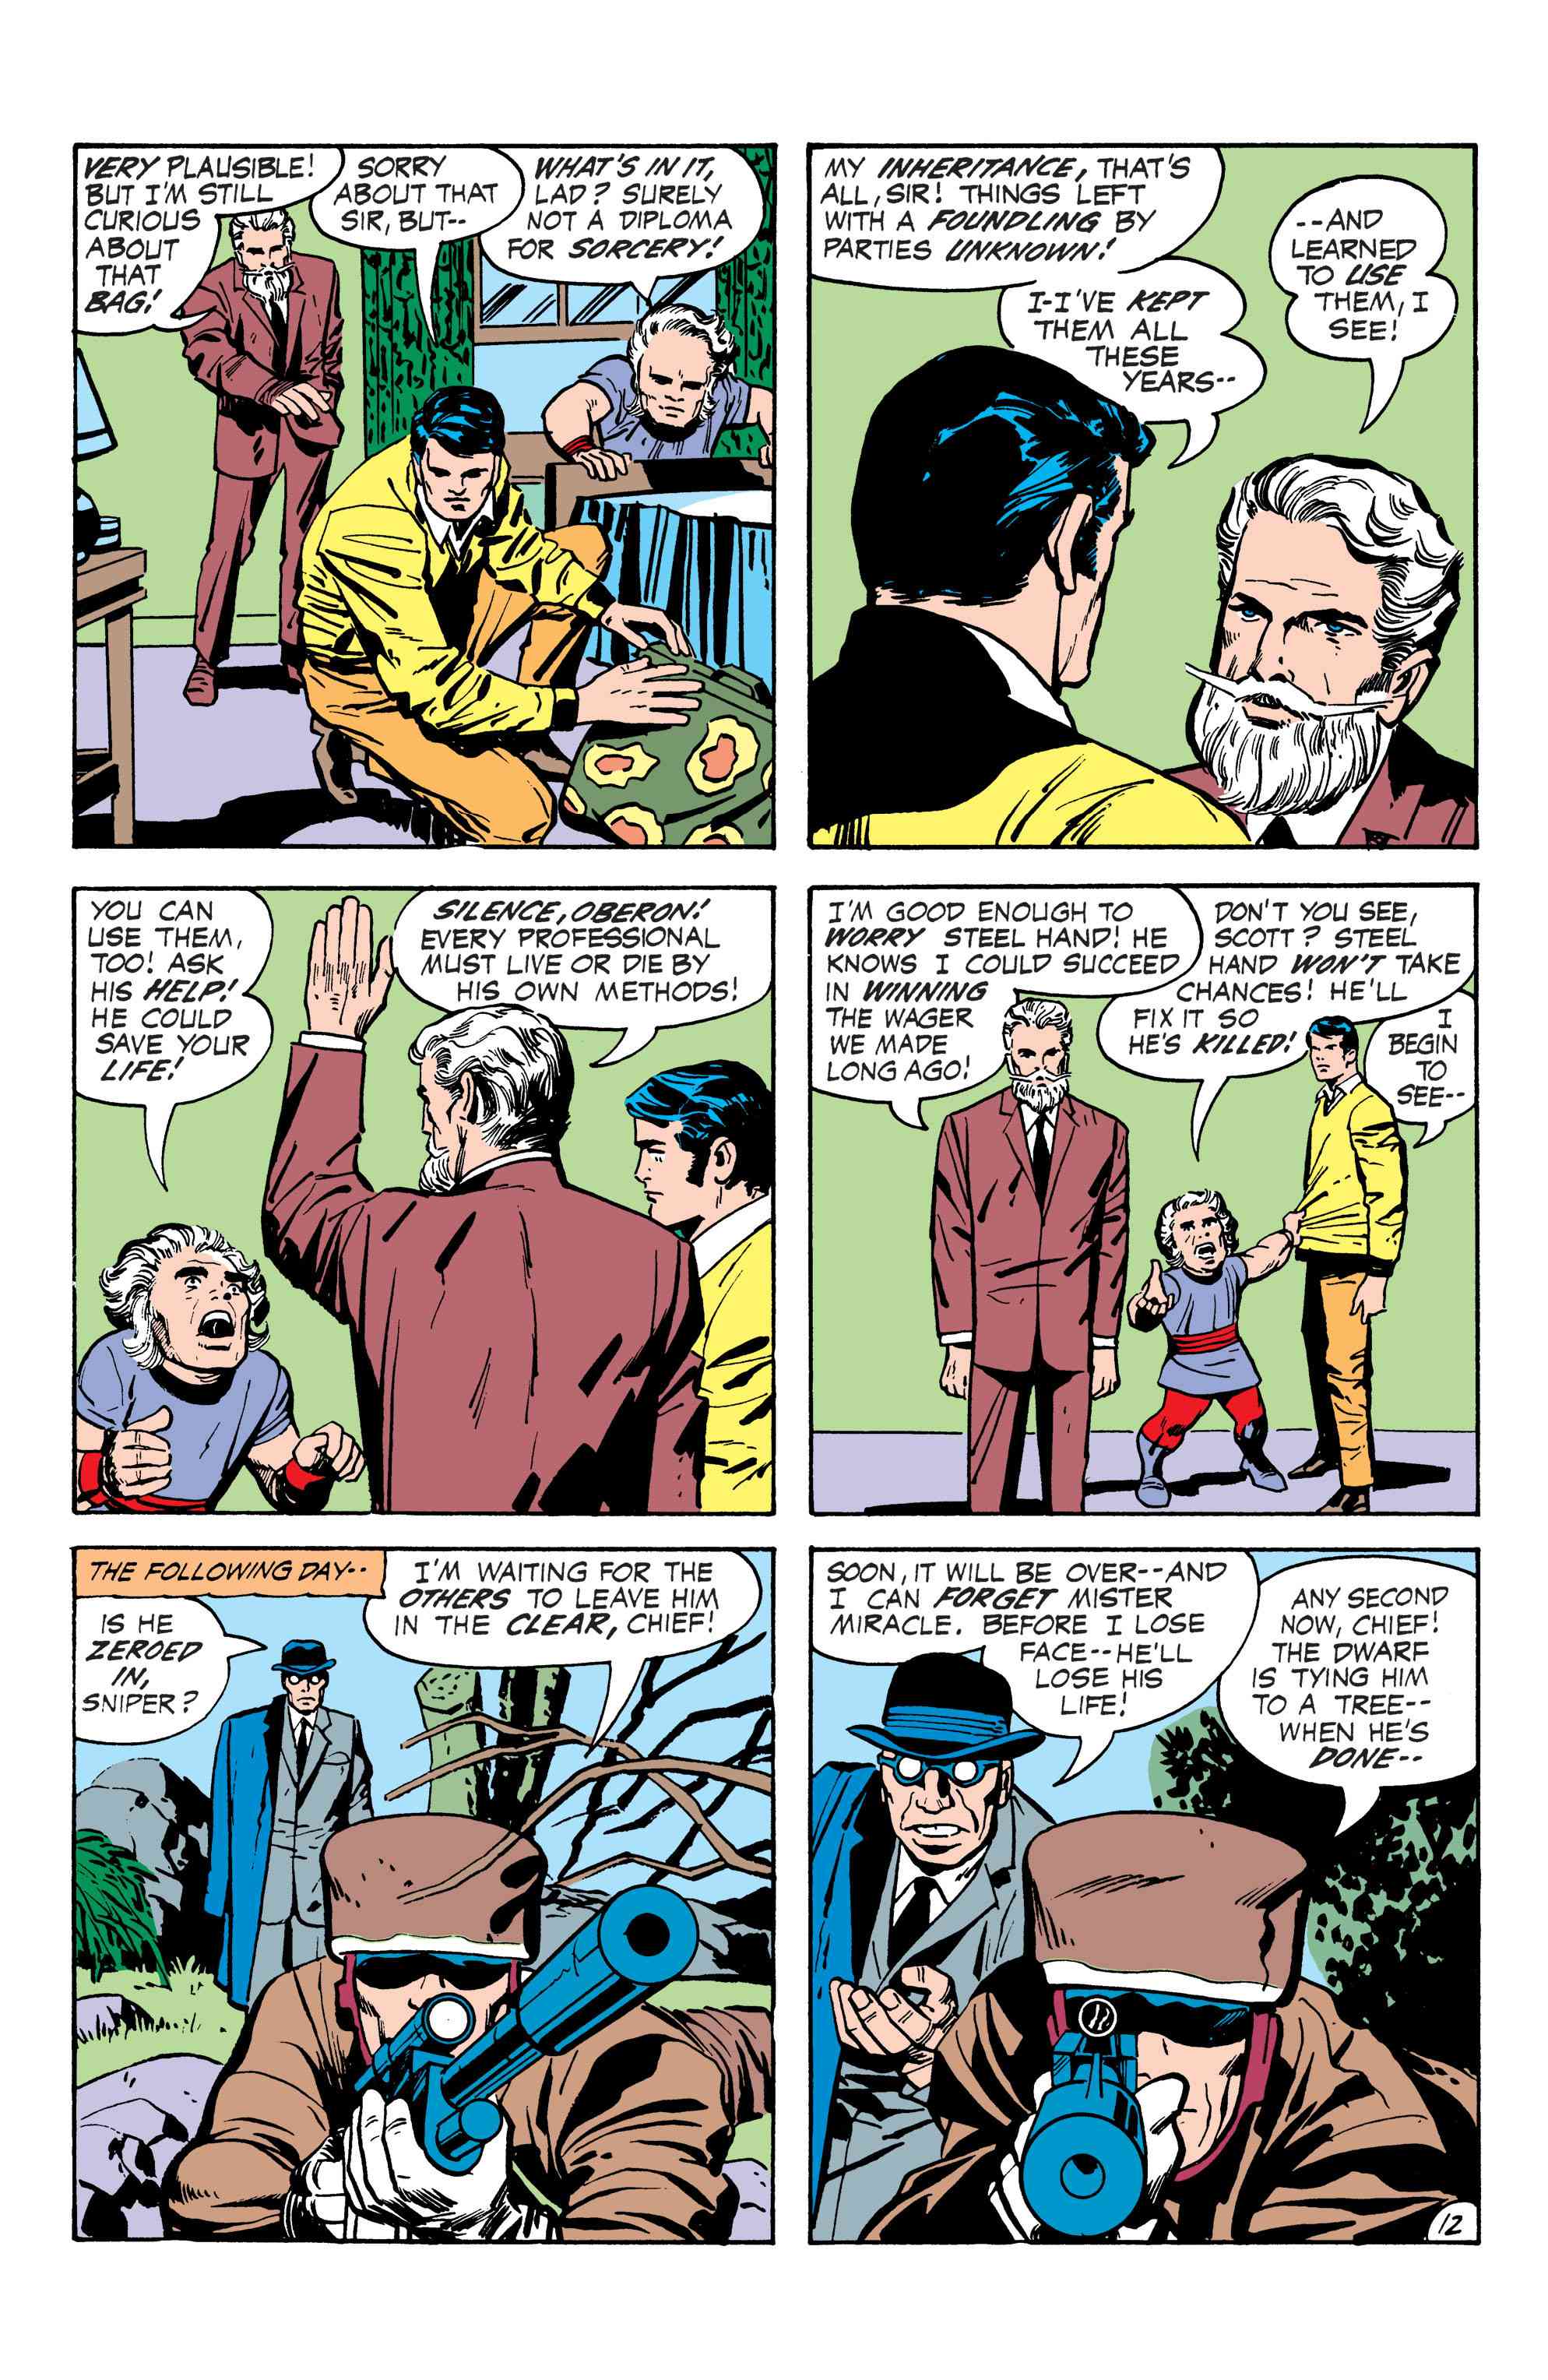 VERY PLAUSIBLE!
BUT I'M STILL
CURIOUS
ABOUT
THAT
BAG!
SORRY
ABOUT THAT
SIR, BUT--
WHAT'S IN IT,
LAD? SURELY
NOT A DIPLOMA
FOR SORCERY!
MY INHERITANCE, THAT'S
ALL, SIR! THINGS LEFT
WITH A FOUNDLING BY
PARTIES UNKNOWN!
I-I'VE KEPT
THEM ALL
THESE
YEARS--
--AND
LEARNED
TO USE
THEM, I
SEE!
YOU CAN
USE THEM,
TOO! ASK
HIS HELP!
HE COULD
SAVE YOUR
LIFE!
SILENCE, OBERON!
EVERY PROFESSIONAL
MUST LIVE OR DIE BY
HIS OWN METHODS!
I'M GOOD ENOUGH TO
WORRY STEEL HAND! HE
KNOWS I COULD SUCCEED
IN WINNING
THE WAGER
WE MADE
LONG AGO!
DON'T YOU SEE,
SCOTT? STEEL
HAND WON'T TAKE
CHANCES! HE'LL
FIX IT SO
HE'S KILLED!
I
BEGIN
TO
SEE--
THE FOLLOWING DAY--
IS HE
ZEROED
IN,
SNIPER?
I'M WAITING FOR THE
OTHERS TO LEAVE HIM
IN THE CLEAR, CHIEF!
SOON, IT WILL BE OVER--AND
I CAN FORGET MISTER
MIRACLE. BEFORE I LOSE
FACE--HE'LL
LOSE HIS
LIFE!
ANY SECOND
NOW, CHIEF!
THE DWARF
IS TYING HIM
TO A TREE--
WHEN HE'S
DONE--
12